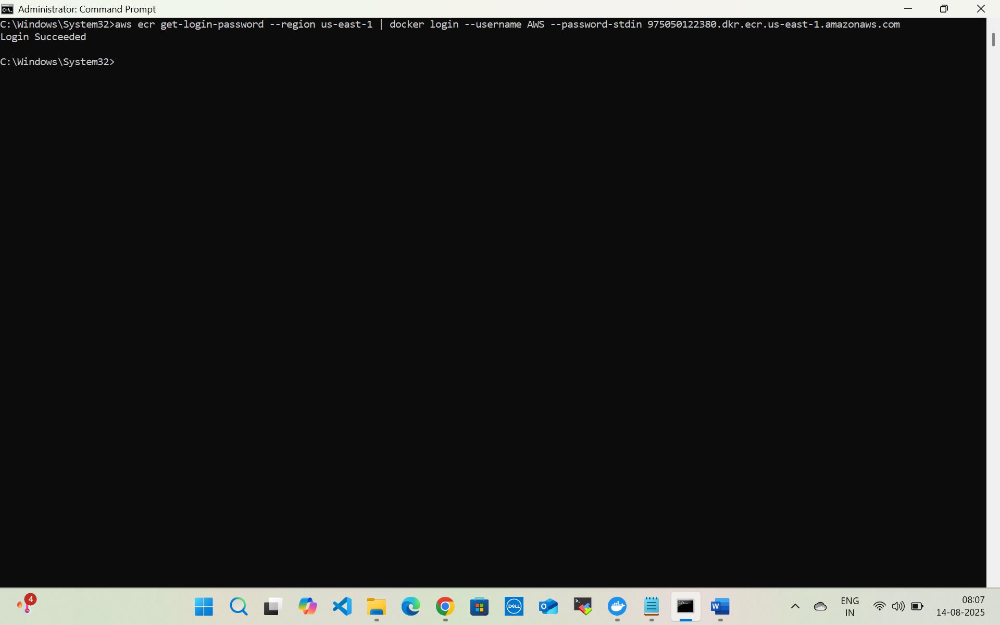 Administrator: Command Prompt
C:\Windows\System32>aws ecr get-login-password --region us-east-1 | docker login --username AWS --password-stdin 975050122380.dkr.ecr.us-east-1.amazonaws.com
Login Succeeded
C:\Windows\System32>
4
DELL
ENG
IN
08:07
14-08-2025